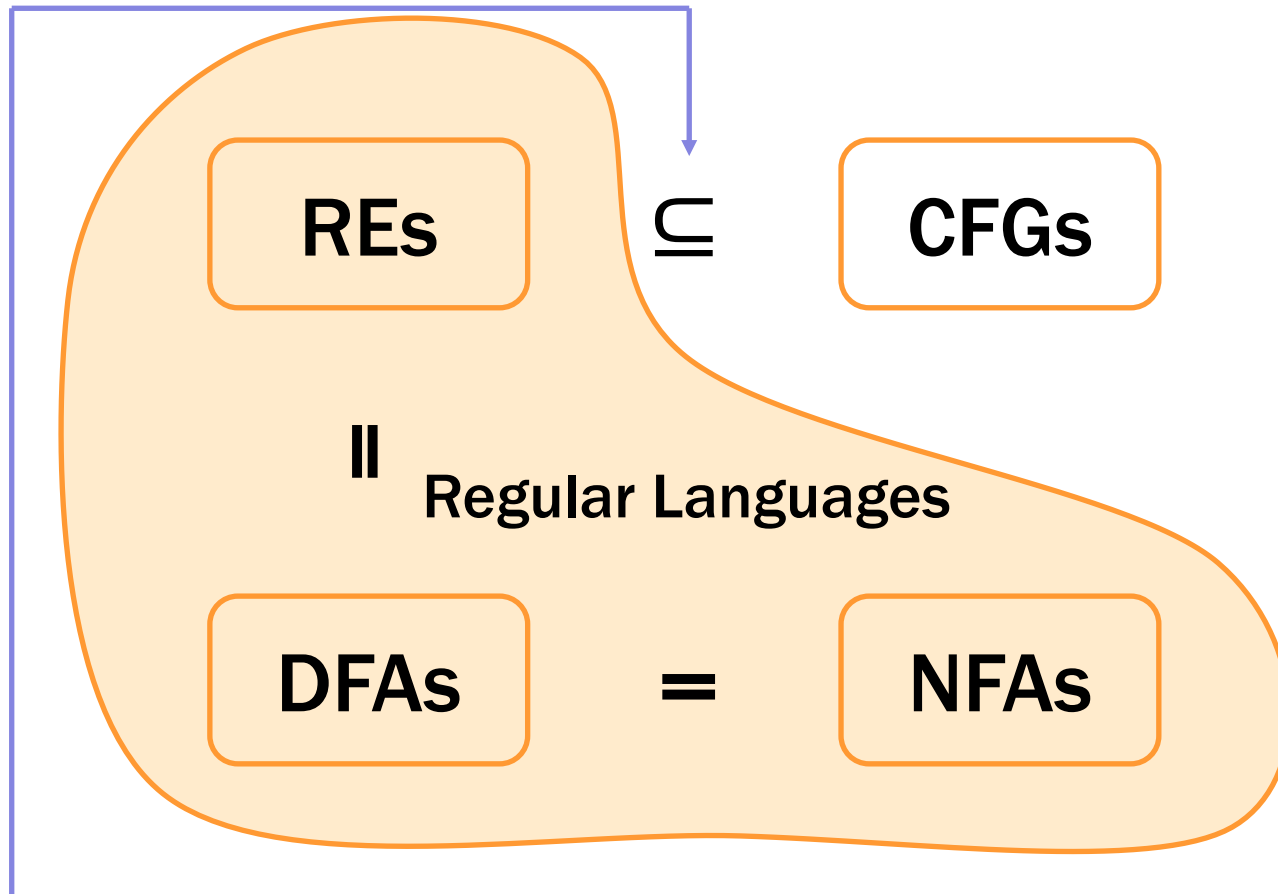 REs ⊆ CFGs
=
Regular Languages
DFAs = NFAs